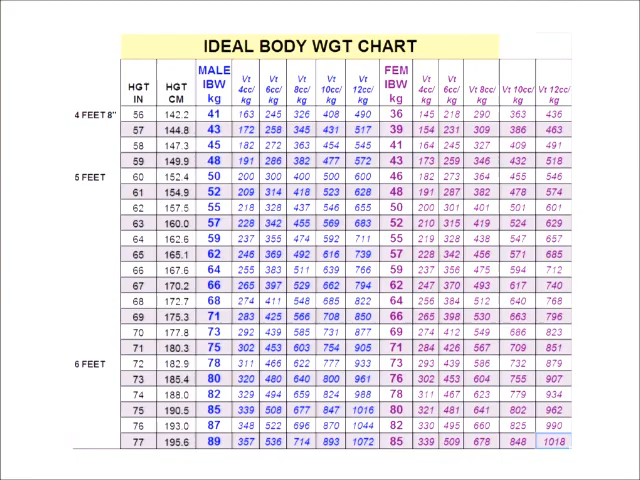 IDEAL BODY WGT CHART
HGT IN HGT CM MALE IBW kg Vt 4cc/ kg Vt 6cc/ kg Vt 8cc/ kg Vt 10cc/ kg Vt 12cc/ kg FEM IBW kg Vt 4cc/ kg Vt 6cc/ kg Vt 8cc/ kg Vt 10cc/ kg Vt 12cc/ kg
4 FEET 8" 56 142.2 41 163 245 326 408 490 36 145 218 290 363 436
57 144.8 43 172 258 345 431 517 39 154 231 309 386 463
58 147.3 45 182 272 363 454 545 41 164 245 327 409 491
59 149.9 48 191 286 382 477 572 43 173 259 346 432 518
5 FEET 60 152.4 50 200 300 400 500 600 46 182 273 364 455 546
61 154.9 52 209 314 418 523 628 48 191 287 382 478 574
62 157.5 55 218 328 437 546 655 50 200 301 401 501 601
63 160.0 57 228 342 455 569 683 52 210 315 419 524 629
64 162.6 59 237 355 474 592 711 55 219 328 438 547 657
65 165.1 62 246 369 492 616 739 57 228 342 456 571 685
66 167.6 64 255 383 511 639 766 59 237 356 475 594 712
67 170.2 66 265 397 529 662 794 62 247 370 493 617 740
68 172.7 68 274 411 548 685 822 64 256 384 512 640 768
69 175.3 71 283 425 566 708 850 66 265 398 530 663 796
70 177.8 73 292 439 585 731 877 69 274 412 549 686 823
71 180.3 75 302 453 603 754 905 71 284 426 567 709 851
6 FEET 72 182.9 78 311 466 622 777 933 73 293 439 586 732 879
73 185.4 80 320 480 640 800 961 76 302 453 604 755 907
74 188.0 82 329 494 659 824 988 78 311 467 623 779 934
75 190.5 85 339 508 677 847 1016 80 321 481 641 802 962
76 193.0 87 348 522 696 870 1044 82 330 495 660 825 990
77 195.6 89 357 536 714 893 1072 85 339 509 678 848 1018